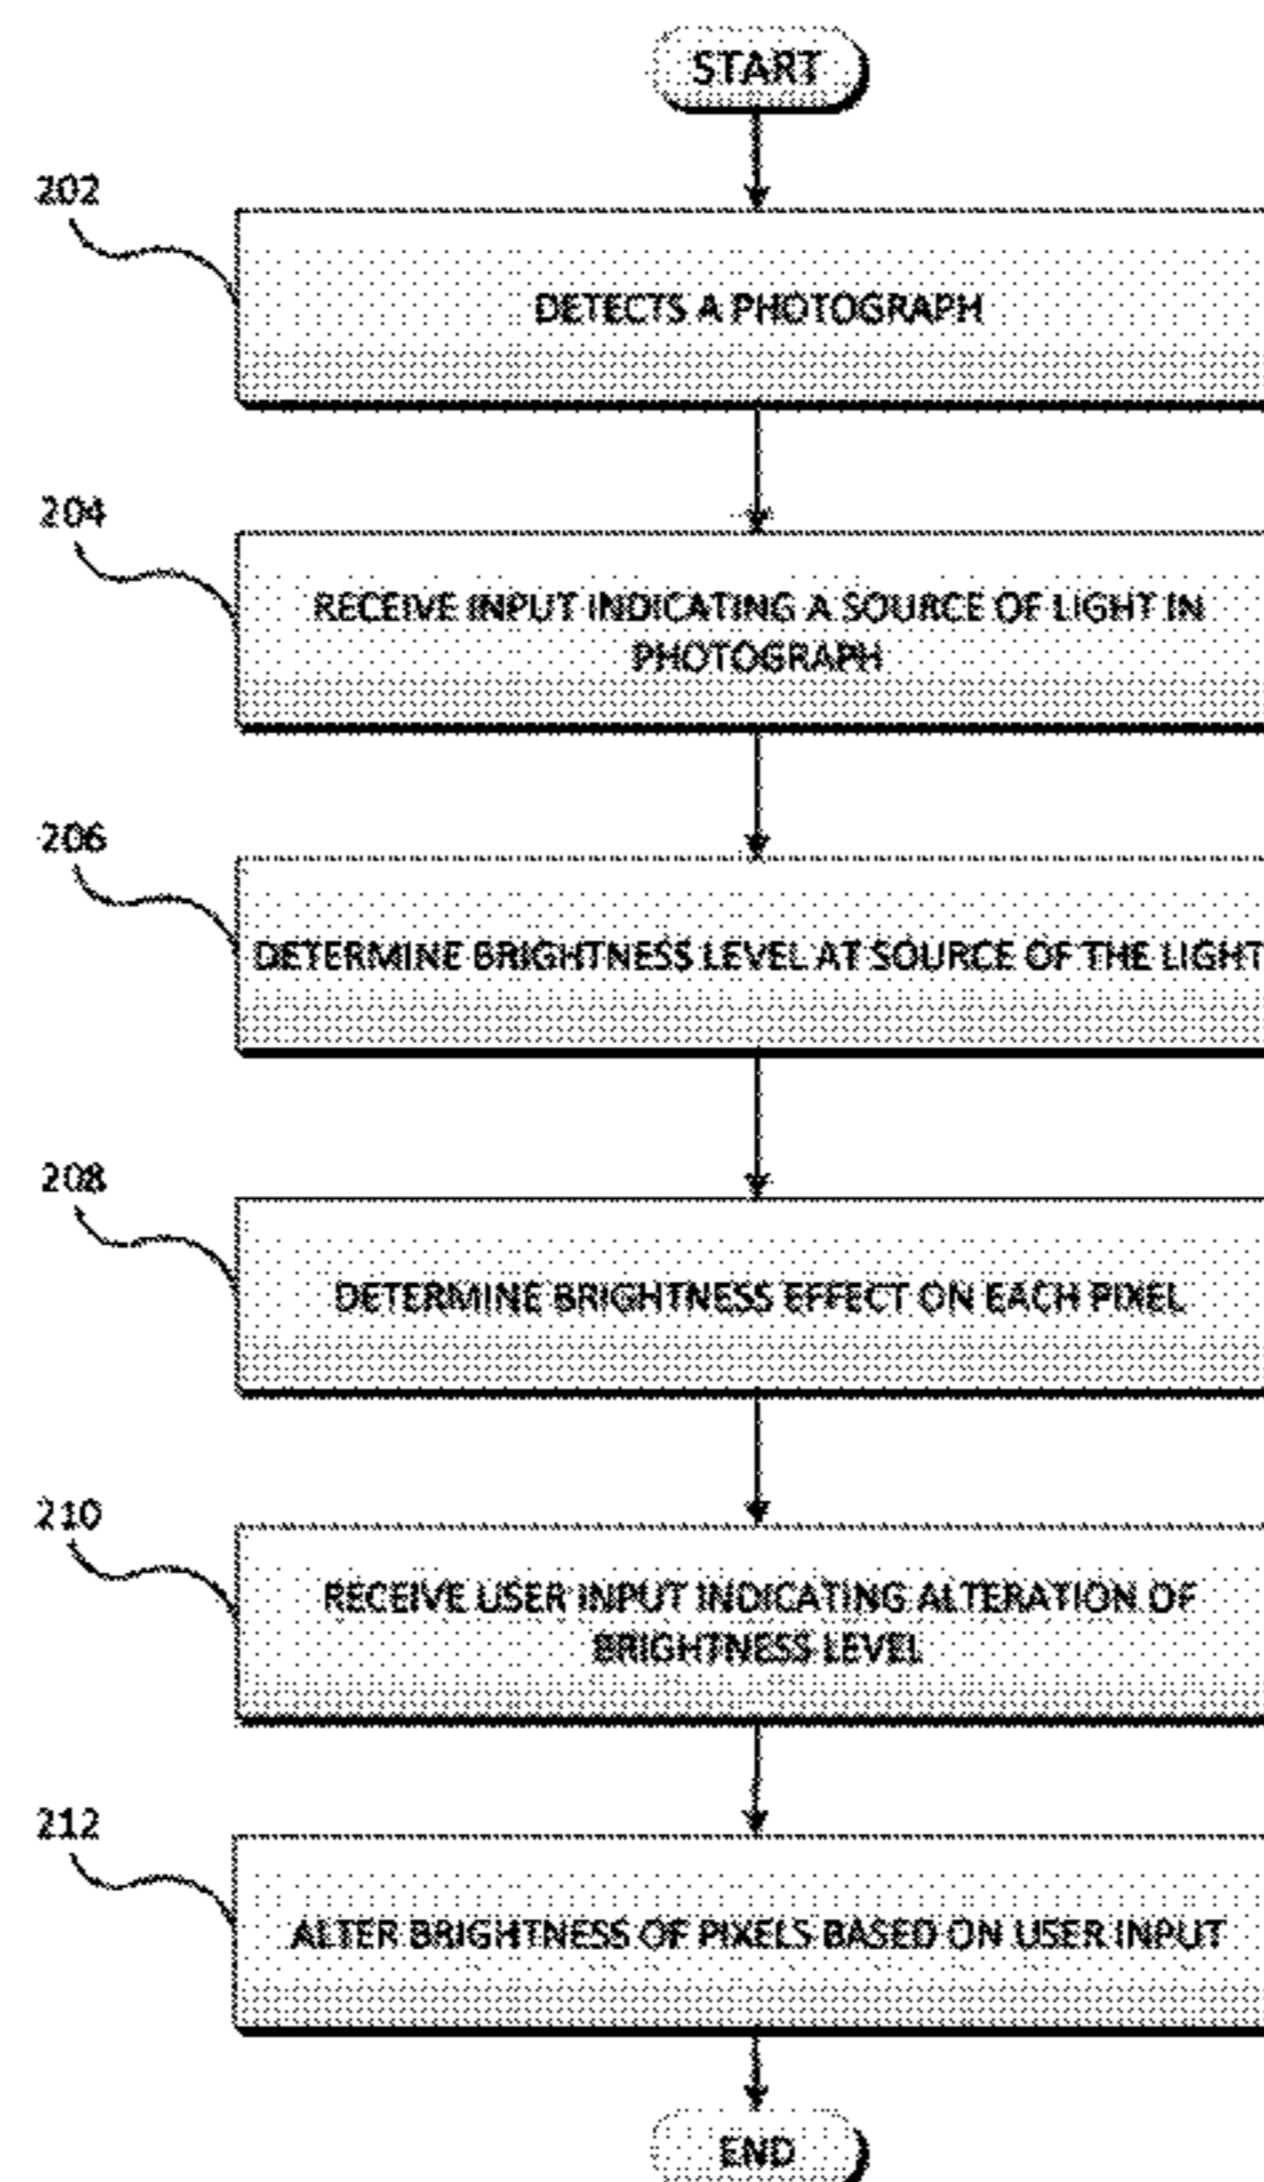 START
202
DETECTS A PHOTOGRAPH
204
RECEIVE INPUT INDICATING A SOURCE OF LIGHT IN
PHOTOGRAPH
206
DETERMINE BRIGHTNESS LEVEL AT SOURCE OF THE LIGHT
208
DETERMINE BRIGHTNESS EFFECT ON EACH PIXEL
210
RECEIVE USER INPUT INDICATING ALTERATION OF
BRIGHTNESS LEVEL
212
ALTER BRIGHTNESS OF PIXELS BASED ON USER INPUT
END